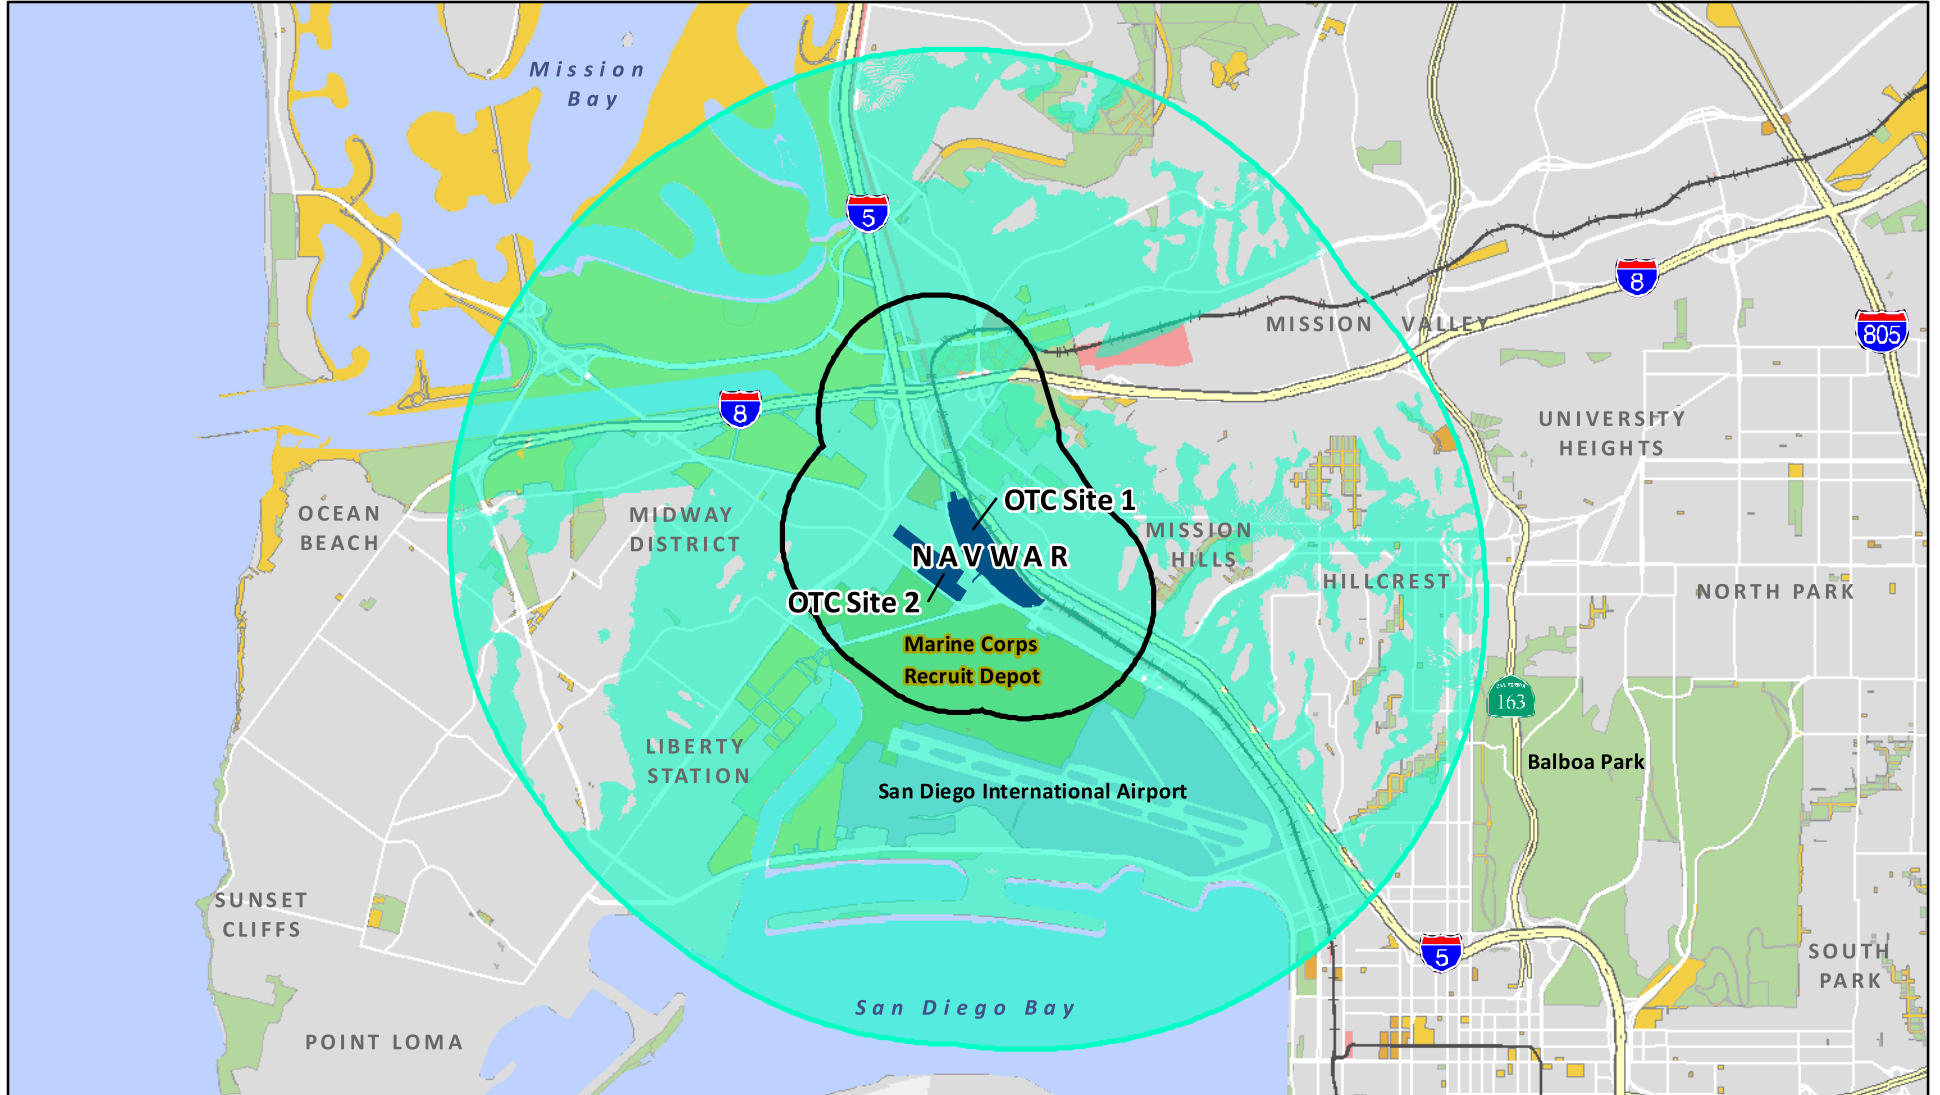 Mission
Bay
5
8
MISSION VALLEY
805
8
UNIVERSITY
HEIGHTS
OCEAN
BEACH
MIDWAY
DISTRICT
OTC Site 1
MISSION
HILLS
NAVWAR
HILLCREST
NORTH PARK
OTC Site 2
Marine Corps
Recruit Depot
163
LIBERTY
STATION
Balboa Park
San Diego International Airport
SUNSET
CLIFFS
5
SOUTH
PARK
San Diego Bay
POINT LOMA